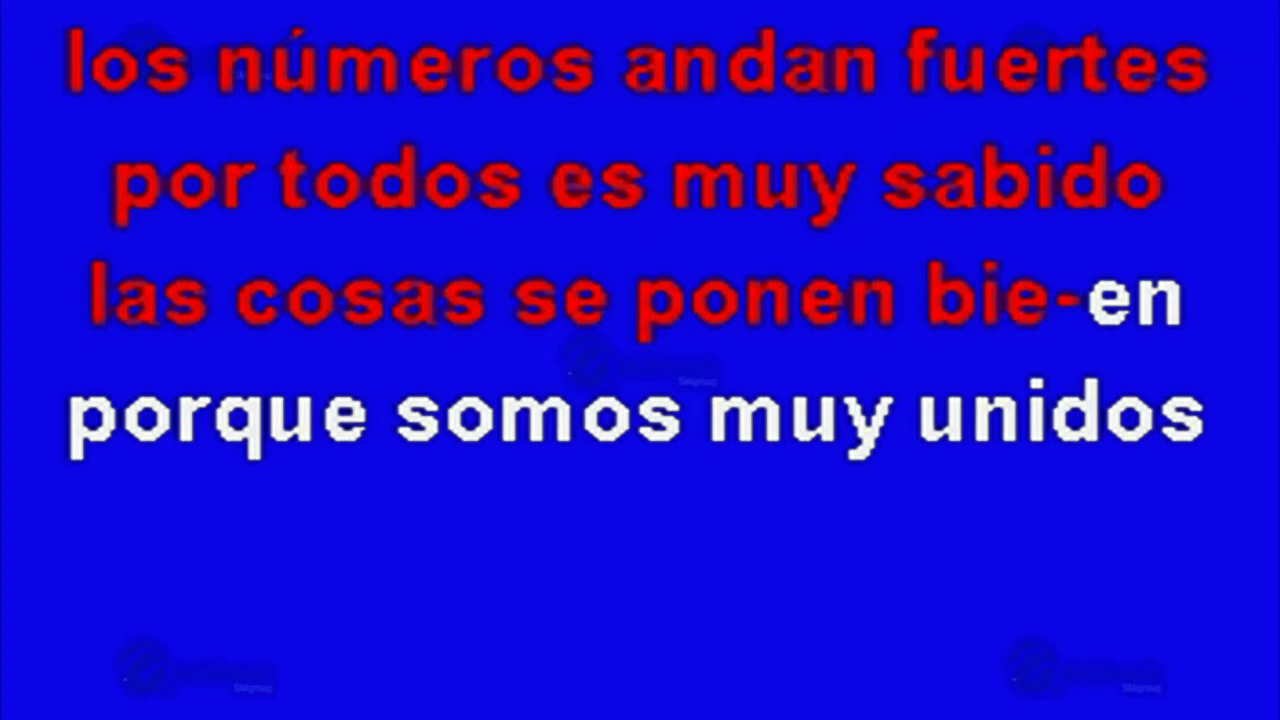 los números andan fuertes
por todos es muy sabido
las cosas se ponen bie-en
porque somos muy unidos